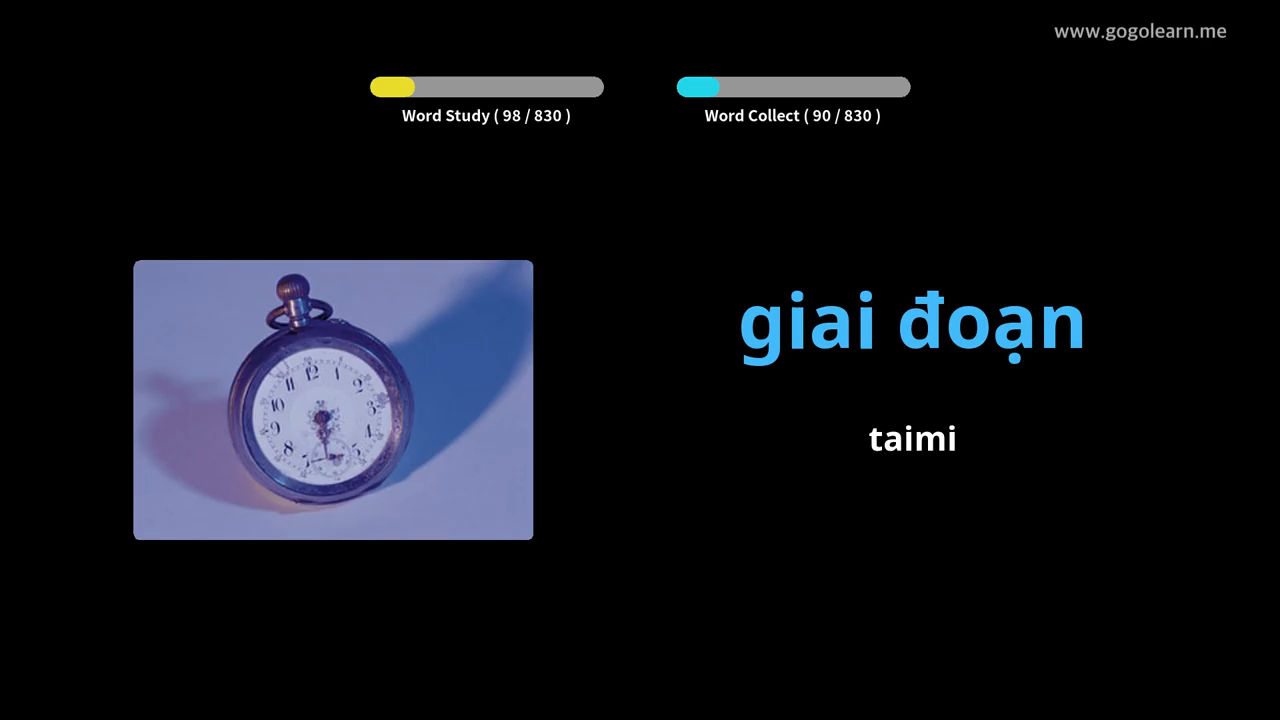 www.gogolearn.me
Word Study ( 98 / 830 )
Word Collect ( 90 / 830 )
giai đoạn
taimi